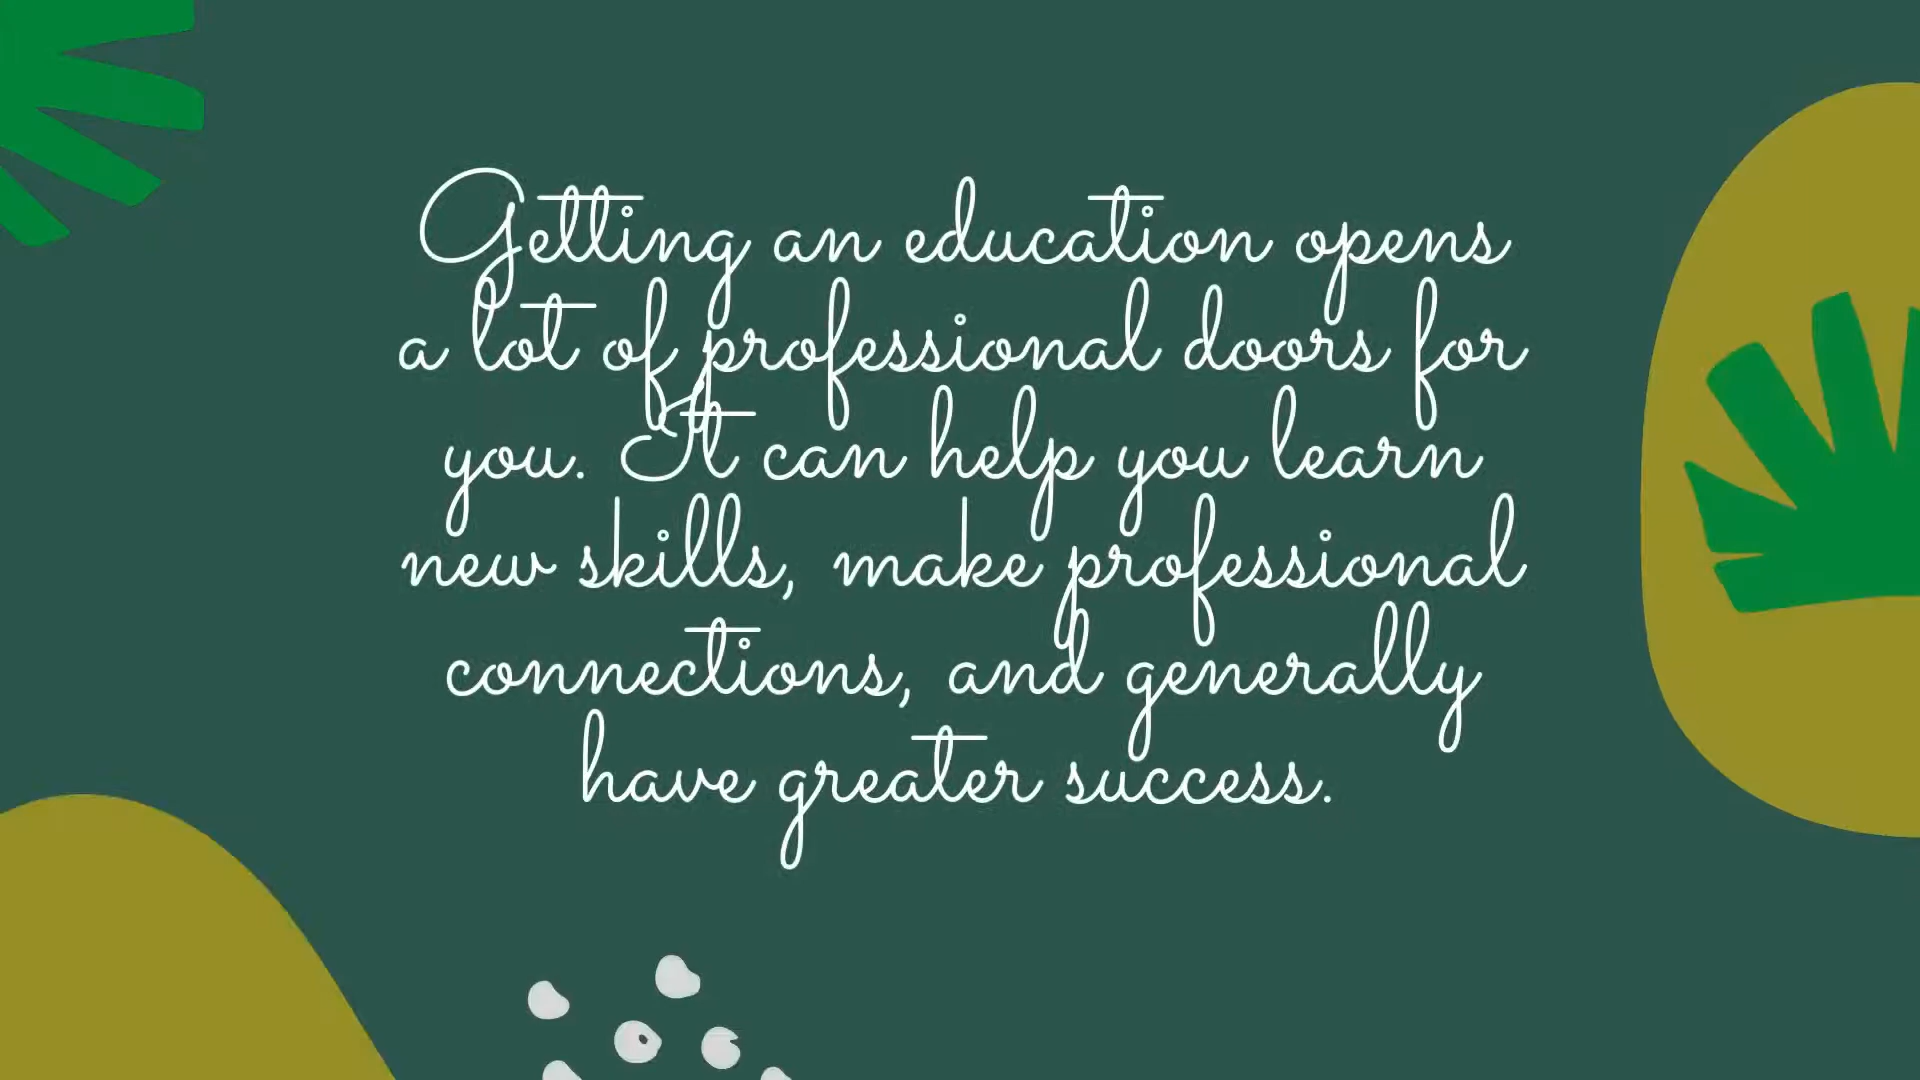 Getting an education opens
a lot of professional doors for
you. It can help you learn
new skills, make professional
connections, and generally
have greater success.